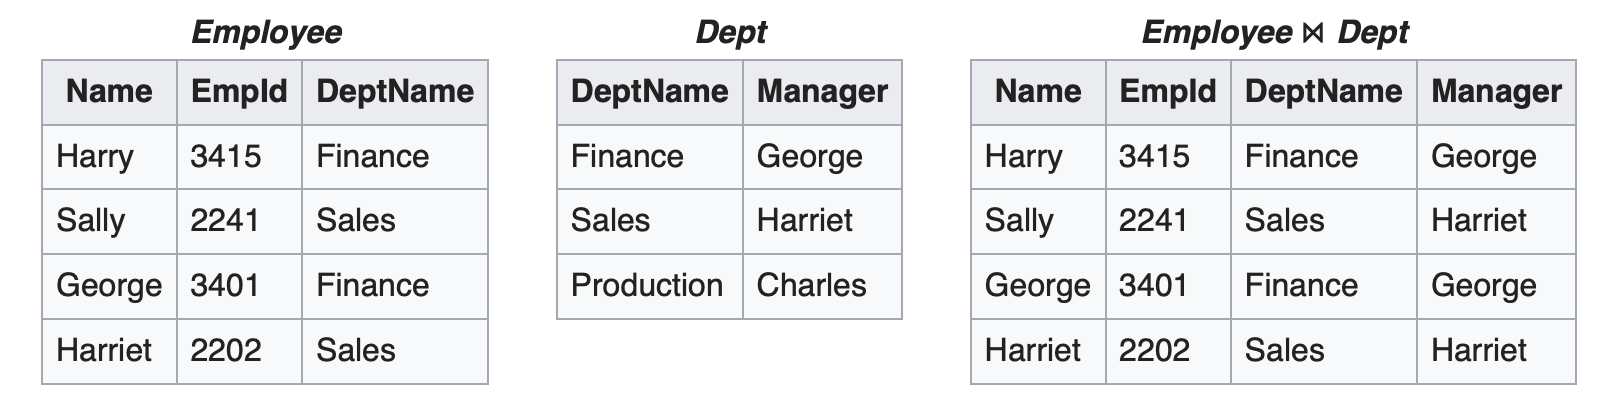 Employee
Name EmpId DeptName
Harry 3415 Finance
Sally 2241 Sales
George 3401 Finance
Harriet 2202 Sales
Dept
DeptName Manager
Finance George
Sales Harriet
Production Charles
Employee ⋈ Dept
Name EmpId DeptName Manager
Harry 3415 Finance George
Sally 2241 Sales Harriet
George 3401 Finance George
Harriet 2202 Sales Harriet